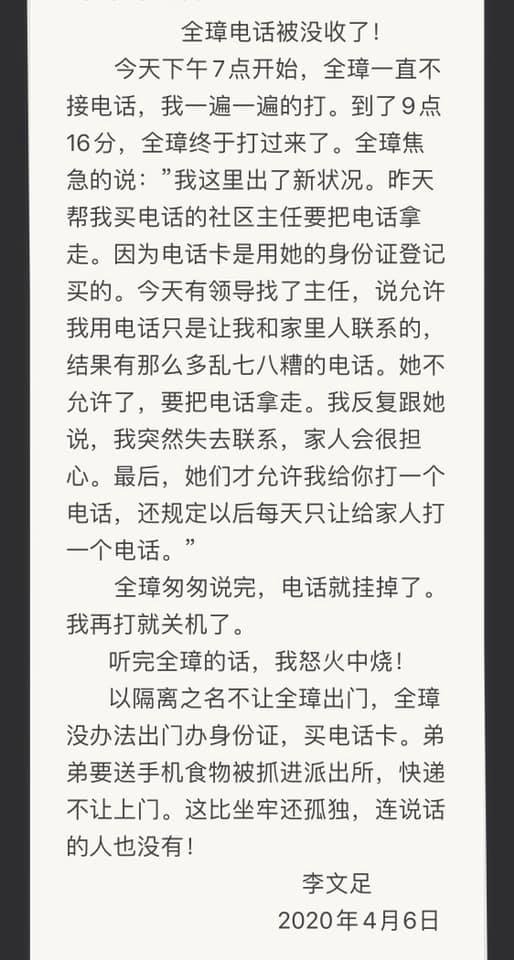 全璋电话被没收了！
今天下午7点开始，全璋一直不
接电话，我一遍一遍的打。到了9点
16分，全璋终于打过来了。全璋焦
急的说：”我这里出了新状况。昨天
帮我买电话的社区主任要把电话拿
走。因为电话卡是用她的身份证登记
买的。今天有领导找了主任，说允许
我用电话只是让我和家里人联系的，
结果有那么多乱七八糟的电话。她不
允许了，要把电话拿走。我反复跟她
说，我突然失去联系，家人会很担
心。最后，她们才允许我给你打一个
电话，还规定以后每天只让给家人打
一个电话。”
全璋匆匆说完，电话就挂掉了。
我再打就关机了。
听完全璋的话，我怒火中烧！
以隔离之名不让全璋出门，全璋
没办法出门办身份证，买电话卡。弟
弟要送手机食物被抓进派出所，快递
不让上门。这比坐牢还孤独，连说话
的人也没有！
李文足
2020年4月6日